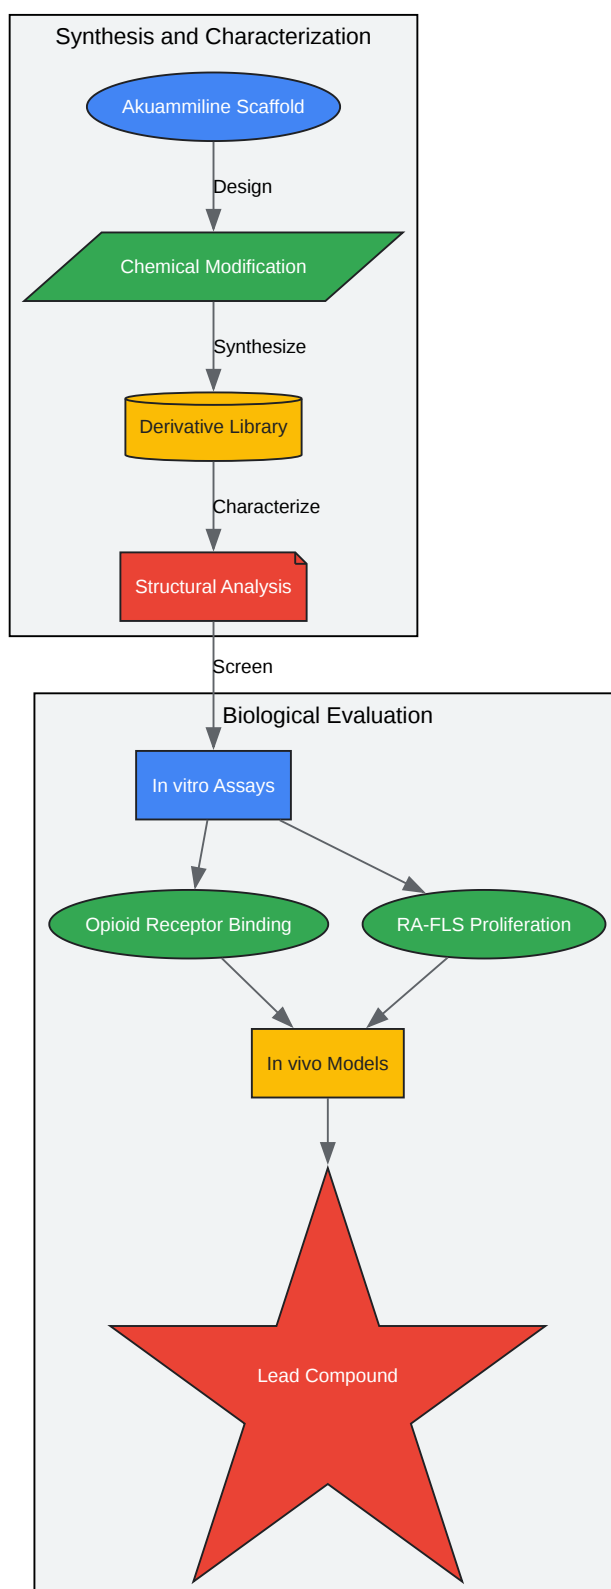 Synthesis and Characterization
Akuammiline Scaffold
Design
Chemical Modification
Synthesize
Derivative Library
Characterize
Structural Analysis
Screen
Biological Evaluation
In vitro Assays
Opioid Receptor Binding
RA-FLS Proliferation
In vivo Models
Lead Compound